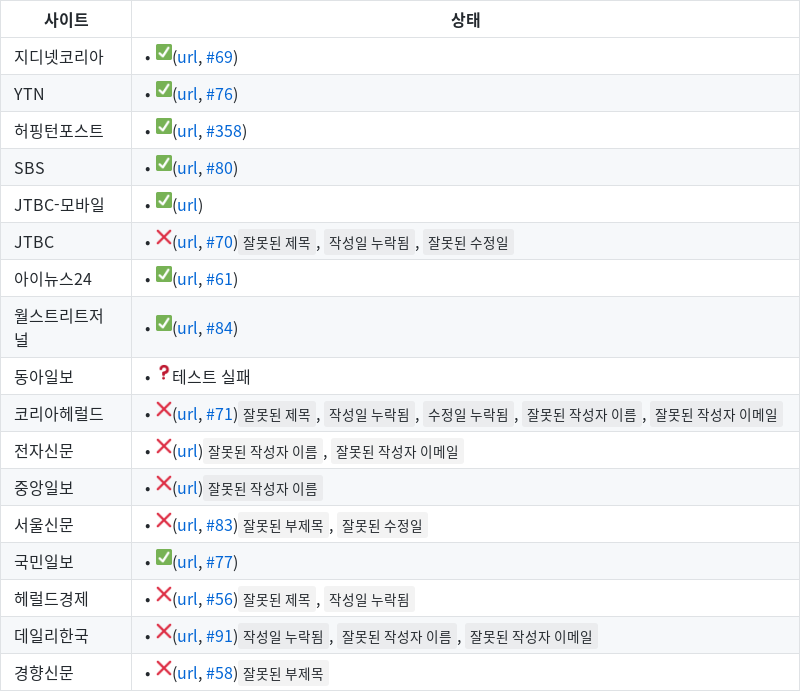 사이트 상태
지디넷코리아 • ✅(url, #69)
YTN • ✅(url, #76)
허핑턴포스트 • ✅(url, #358)
SBS • ✅(url, #80)
JTBC-모바일 • ✅(url)
JTBC • ❌(url, #70) 잘못된 제목 , 작성일 누락됨 , 잘못된 수정일
아이뉴스24 • ✅(url, #61)
월스트리트저
널 • ✅(url, #84)
동아일보 • ❓테스트 실패
코리아헤럴드 • ❌(url, #71) 잘못된 제목 , 작성일 누락됨 , 수정일 누락됨 , 잘못된 작성자 이름 , 잘못된 작성자 이메일
전자신문 • ❌(url) 잘못된 작성자 이름 , 잘못된 작성자 이메일
중앙일보 • ❌(url) 잘못된 작성자 이름
서울신문 • ❌(url, #83) 잘못된 부제목 , 잘못된 수정일
국민일보 • ✅(url, #77)
헤럴드경제 • ❌(url, #56) 잘못된 제목 , 작성일 누락됨
데일리한국 • ❌(url, #91) 작성일 누락됨 , 잘못된 작성자 이름 , 잘못된 작성자 이메일
경향신문 • ❌(url, #58) 잘못된 부제목